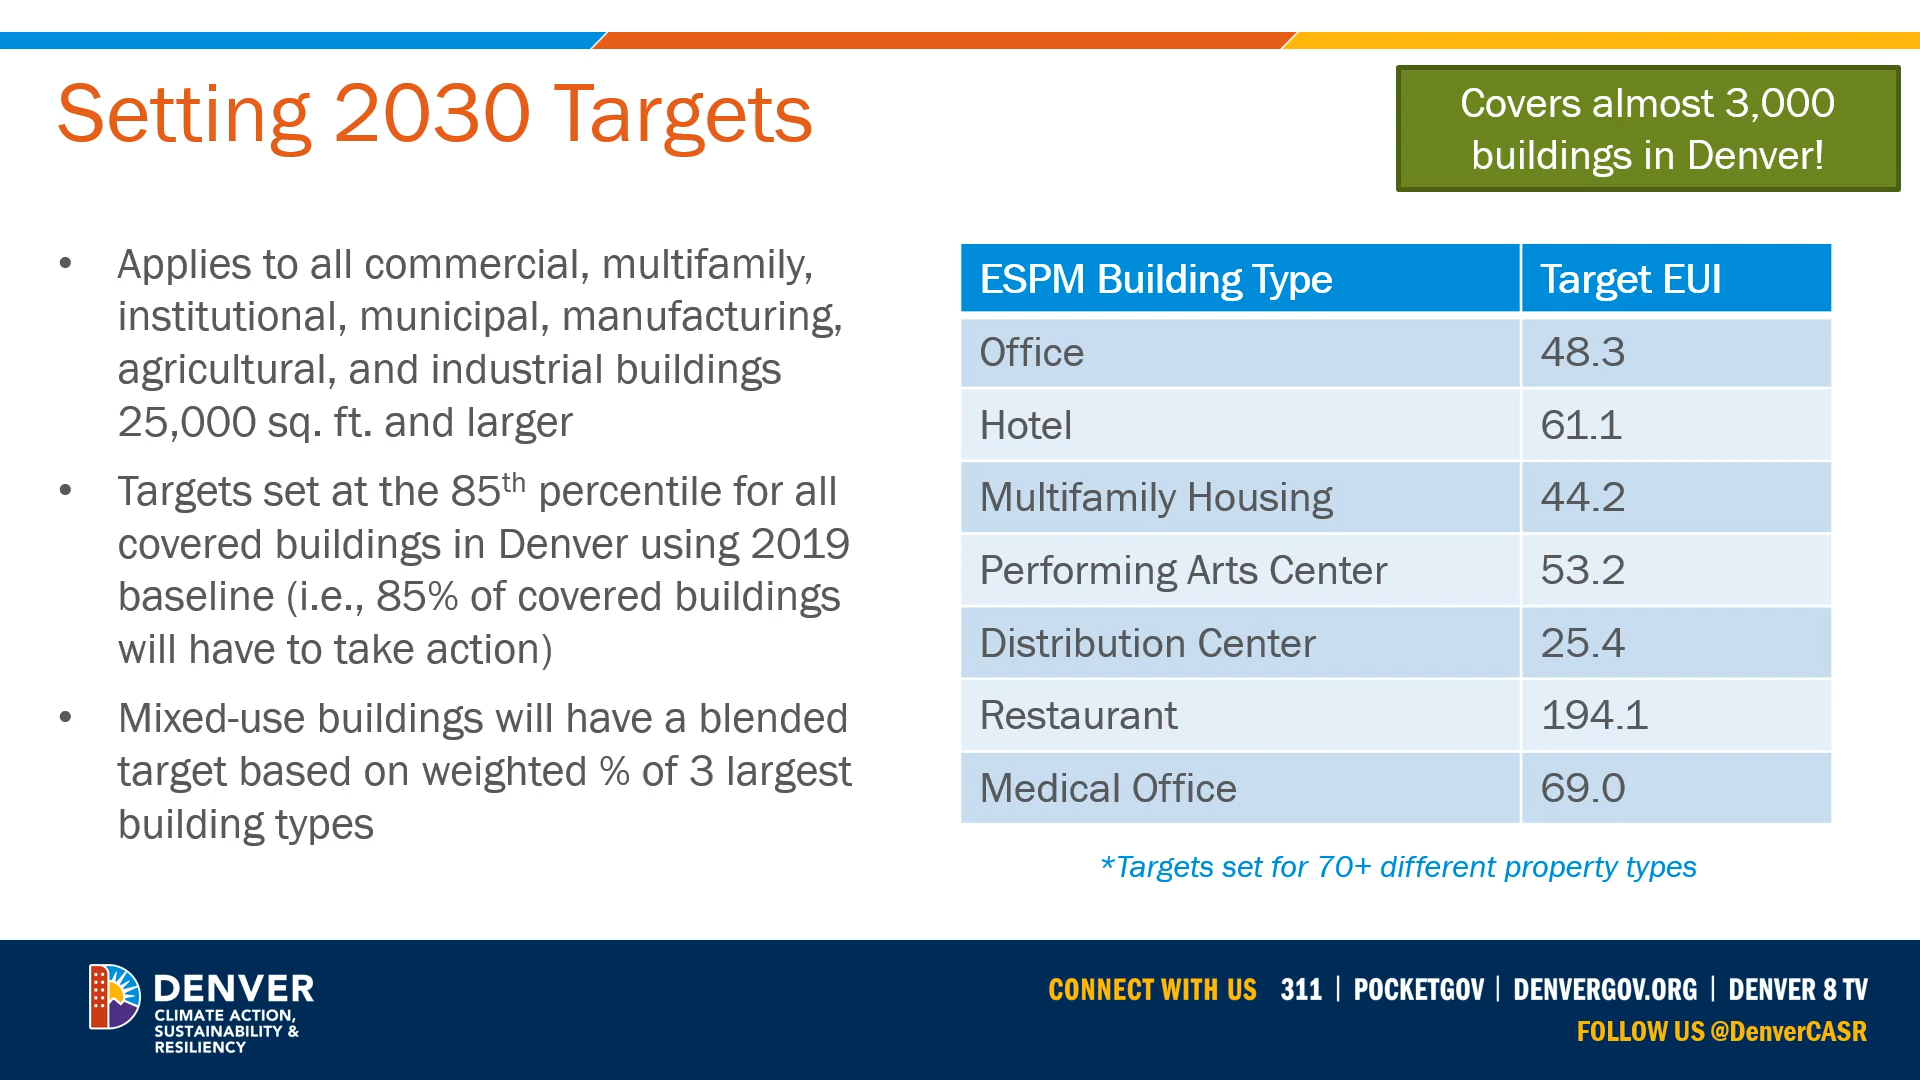 Setting 2030 Targets
Covers almost 3,000
buildings in Denver!
• Applies to all commercial, multifamily,
institutional, municipal, manufacturing,
agricultural, and industrial buildings
25,000 sq. ft. and larger
• Targets set at the 85th percentile for all
covered buildings in Denver using 2019
baseline (i.e., 85% of covered buildings
will have to take action)
• Mixed-use buildings will have a blended
target based on weighted % of 3 largest
building types
ESPM Building Type Target EUI
Office 48.3
Hotel 61.1
Multifamily Housing 44.2
Performing Arts Center 53.2
Distribution Center 25.4
Restaurant 194.1
Medical Office 69.0
*Targets set for 70+ different property types
DENVER
CLIMATE ACTION,
SUSTAINABILITY &
RESILIENCY
CONNECT WITH US 311 | POCKETGOV | DENVERGOV.ORG | DENVER 8 TV
FOLLOW US @DenverCASR